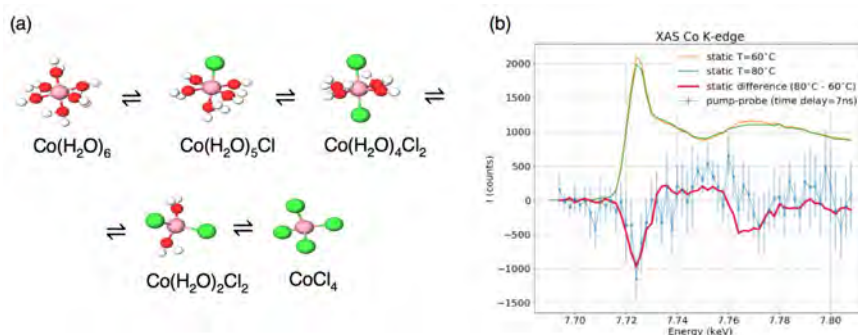 (a)
Co(H₂O)₆
Co(H₂O)₅Cl
Co(H₂O)₄Cl₂
Co(H₂O)₂Cl₂
CoCl₄
(b)
XAS Co K-edge
static T=60°C
static T=80°C
static difference (80°C - 60°C)
pump-probe (time delay=7ns)
I (counts)
2000
1500
1000
500
0
−500
−1000
−1500
7.70
7.72
7.74
7.76
7.78
7.80
Energy (keV)